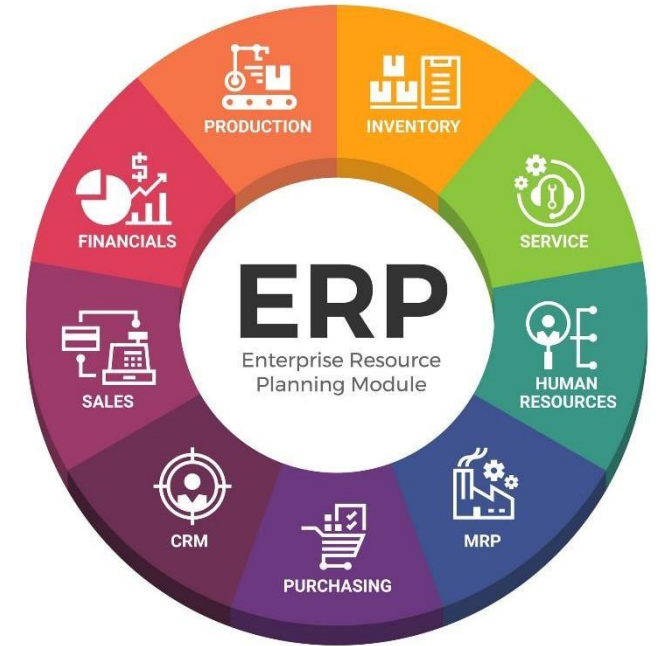 ERP
Enterprise Resource
Planning Module
PRODUCTION
INVENTORY
SERVICE
HUMAN
RESOURCES
MRP
PURCHASING
CRM
SALES
FINANCIALS
$